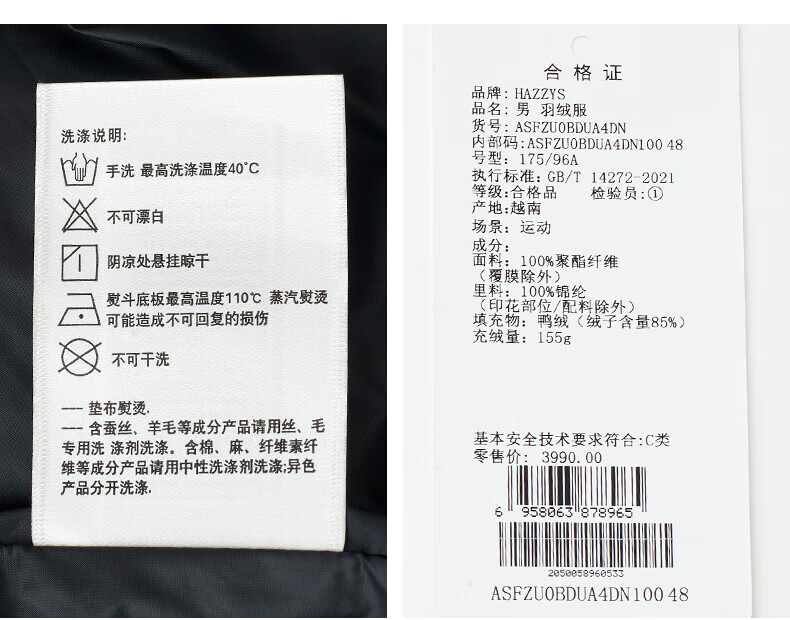 洗涤说明:
手洗 最高洗涤温度40℃
不可漂白
阴凉处悬挂晾干
熨斗底板最高温度110℃ 蒸汽熨烫
可能造成不可回复的损伤
不可干洗
--- 垫布熨烫.
--- 含蚕丝、羊毛等成分产品请用丝、毛
专用洗 涤剂洗涤。含棉、麻、纤维素纤
维等成分产品请用中性洗涤剂洗涤;异色
产品分开洗涤.
合 格 证
品牌: HAZZYS
品名: 男 羽绒服
货号: ASFZU0BDUA4DN
内部码:ASFZU0BDUA4DN100 48
号型: 175/96A
执行标准: GB/T 14272-2021
等级:合格品 检验员:①
产地:越南
场景: 运动
成分:
面料: 100%聚酯纤维
(覆膜除外)
里料: 100%锦纶
(印花部位/配料除外)
填充物: 鸭绒(绒子含量85%)
充绒量: 155g
基本安全技术要求符合:C类
零售价: 3990.00
6 958063 878965
2050058960533
ASFZU0BDUA4DN100 48